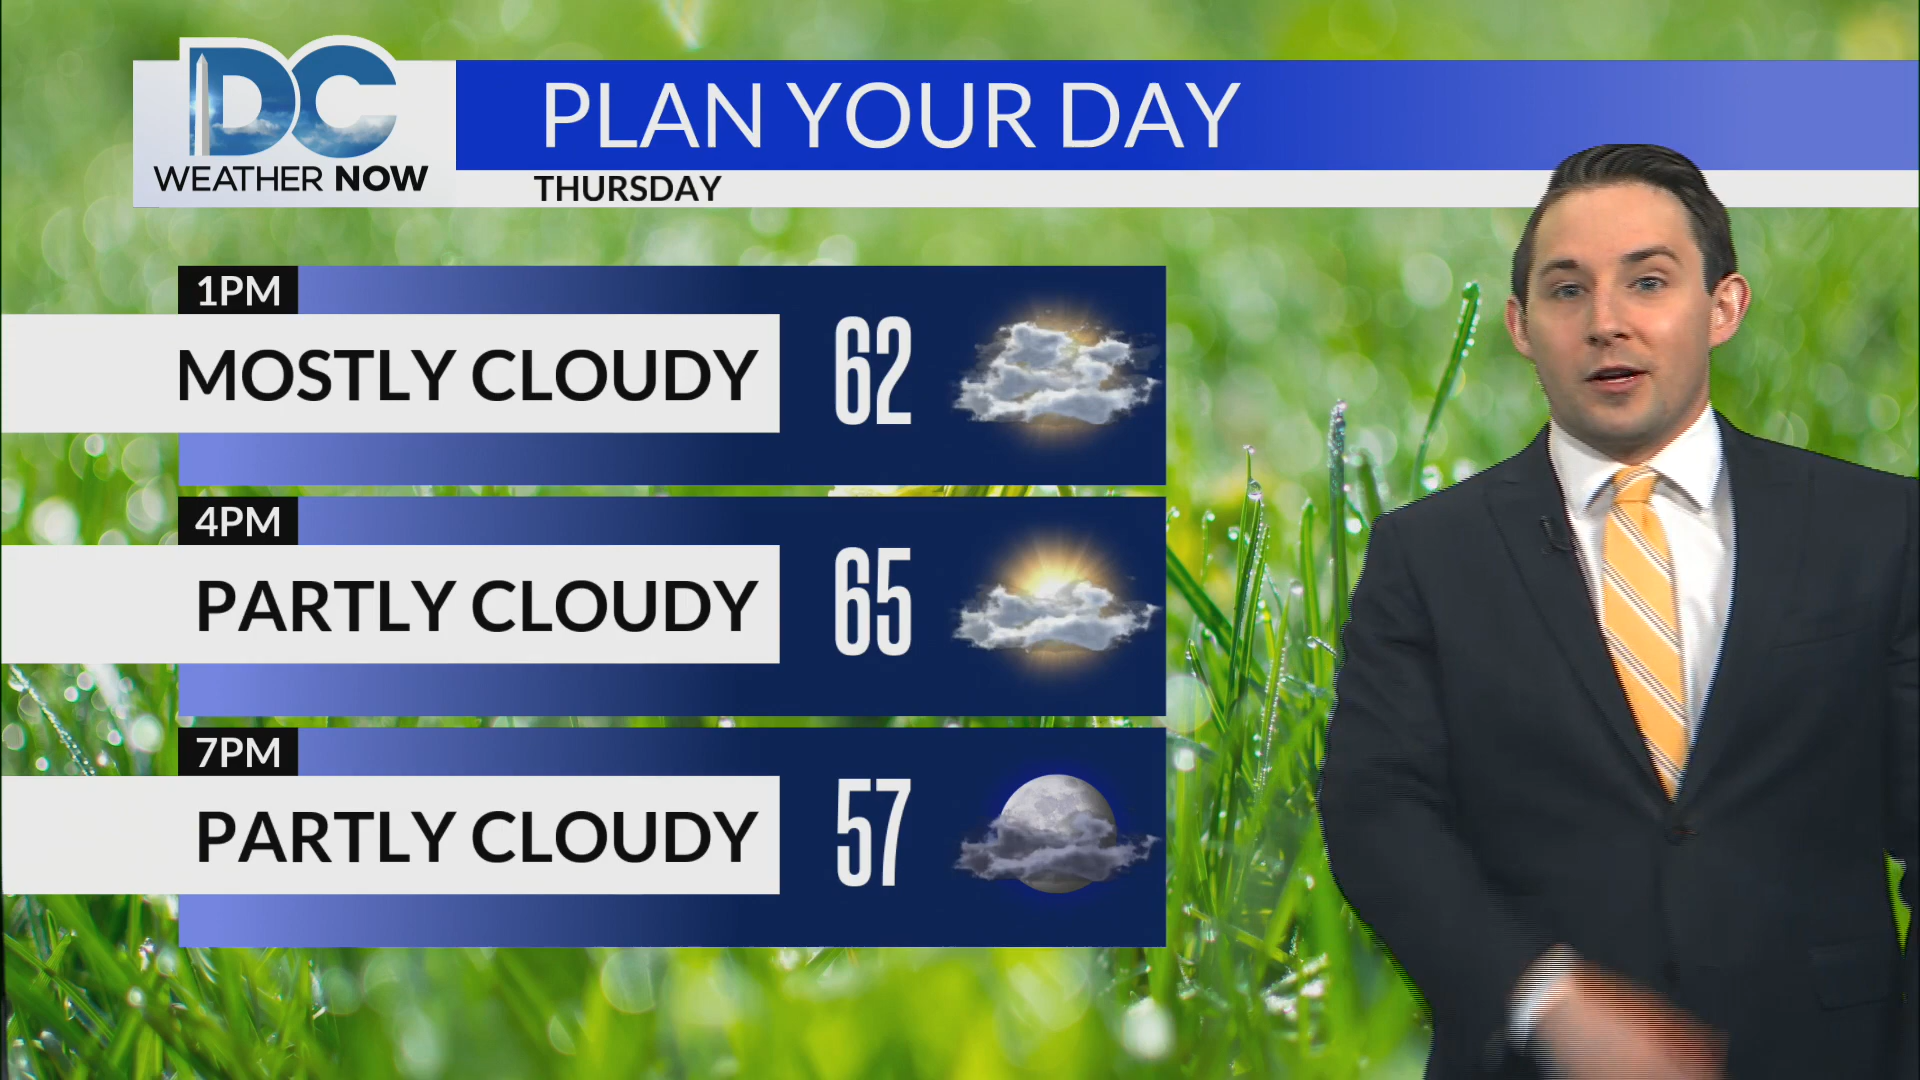 DC
WEATHER NOW
PLAN YOUR DAY
THURSDAY
1PM
MOSTLY CLOUDY
62
4PM
PARTLY CLOUDY
65
7PM
PARTLY CLOUDY
57